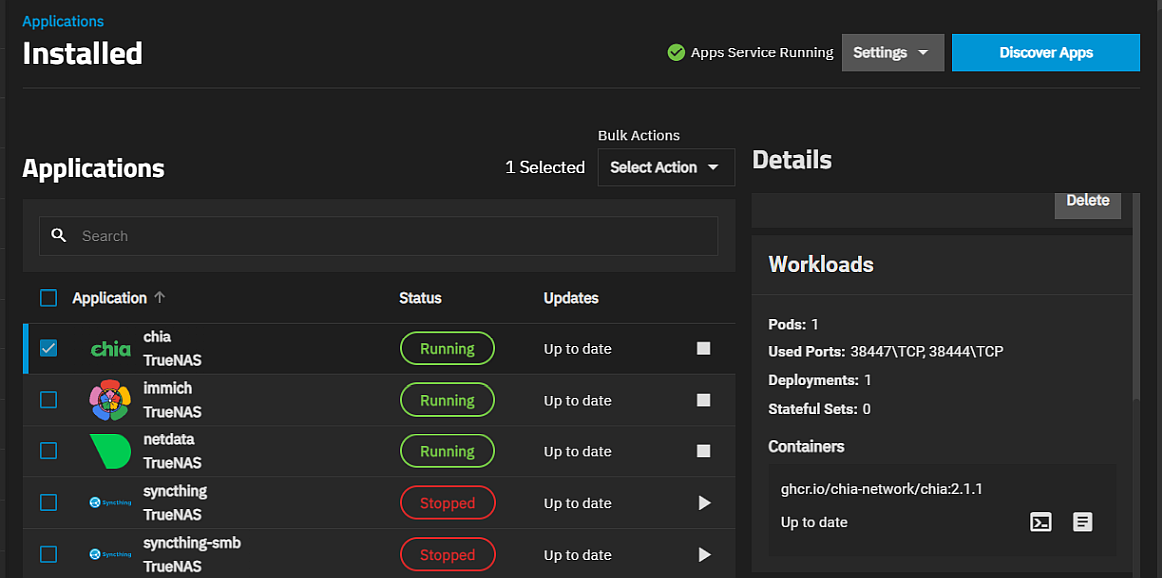 Applications
Installed
Apps Service Running
Settings
Discover Apps
Applications
1 Selected
Bulk Actions
Select Action
Search
Application Status Updates
chia
chia
TrueNAS
Running
Up to date
immich
TrueNAS
Running
Up to date
netdata
TrueNAS
Running
Up to date
Syncthing
syncthing
TrueNAS
Stopped
Up to date
Syncthing
syncthing-smb
TrueNAS
Stopped
Up to date
Details
Delete
Workloads
Pods: 1
Used Ports: 38447\TCP, 38444\TCP
Deployments: 1
Stateful Sets: 0
Containers
ghcr.io/chia-network/chia:2.1.1
Up to date